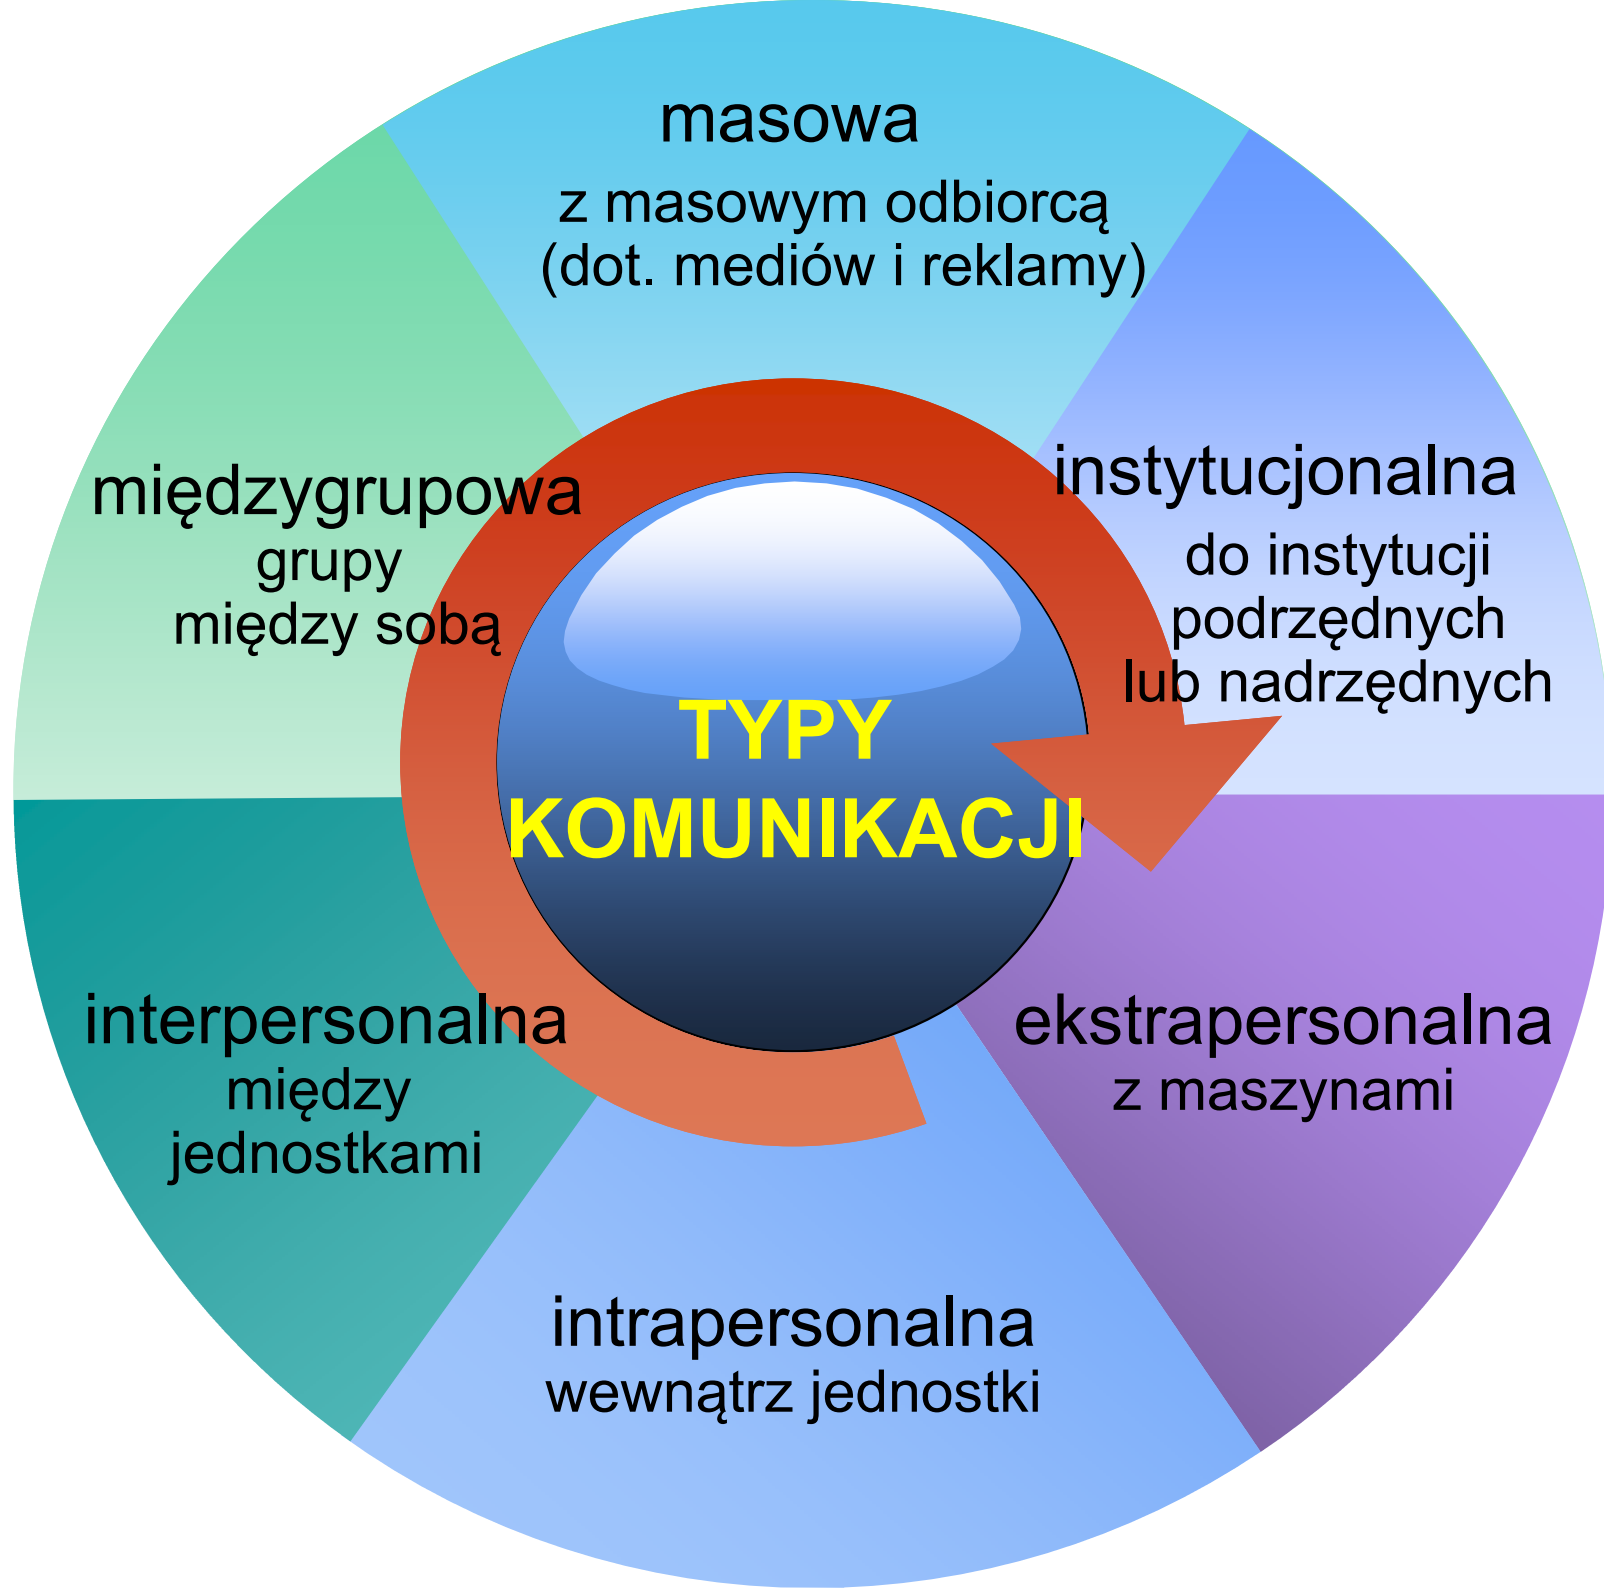 masowa
z masowym odbiorcą
(dot. mediów i reklamy)
instytucjonalna
do instytucji
podrzędnych
lub nadrzędnych
międzygrupowa
grupy
między sobą
TYPY
KOMUNIKACJI
interpersonalna
między
jednostkami
ekstrapersonalna
z maszynami
intrapersonalna
wewnątrz jednostki